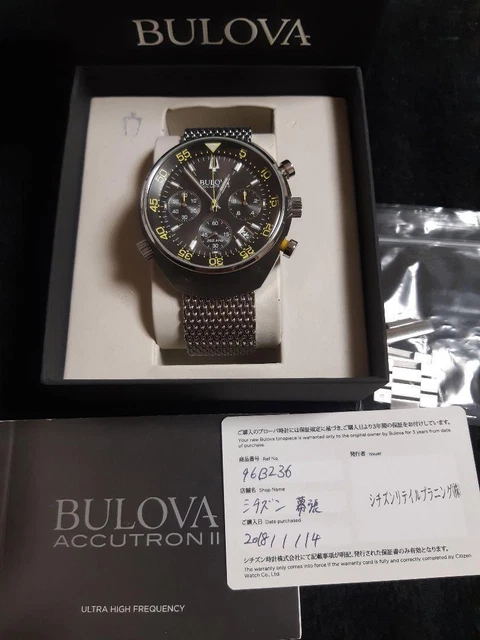 BULOVA
BULOVA
ご購入のブローバ時計には保証規定に基づき、ご購入日より3年間の保証をお付けしています。
Your new Bulova timepiece is warranted only to the original owner by Bulova for 3 years from date
of purchase.
商品番号 Ref No.
発行者 Issuer
96B236
店舗名 Shop Name
シチズン 幕張
シチズンリテイルプラニング㈱
ご購入日 Date purchased
2018 1 / 14
シチズン時計株式会社にて記載事項が明記、発行された保証書のみ有効となります。
The warranty only comes into force if the warranty card is fully and correctly completed by Citizen
Watch Co., Ltd
BULOVA
ACCUTRON II
ULTRA HIGH FREQUENCY